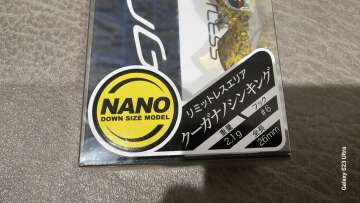 NANO
DOWN SIZE MODEL
リミットレスエリア
クーガナノシンキング
重量
2.1g
全長
26mm
フック
#6
Galaxy S23 Ultra